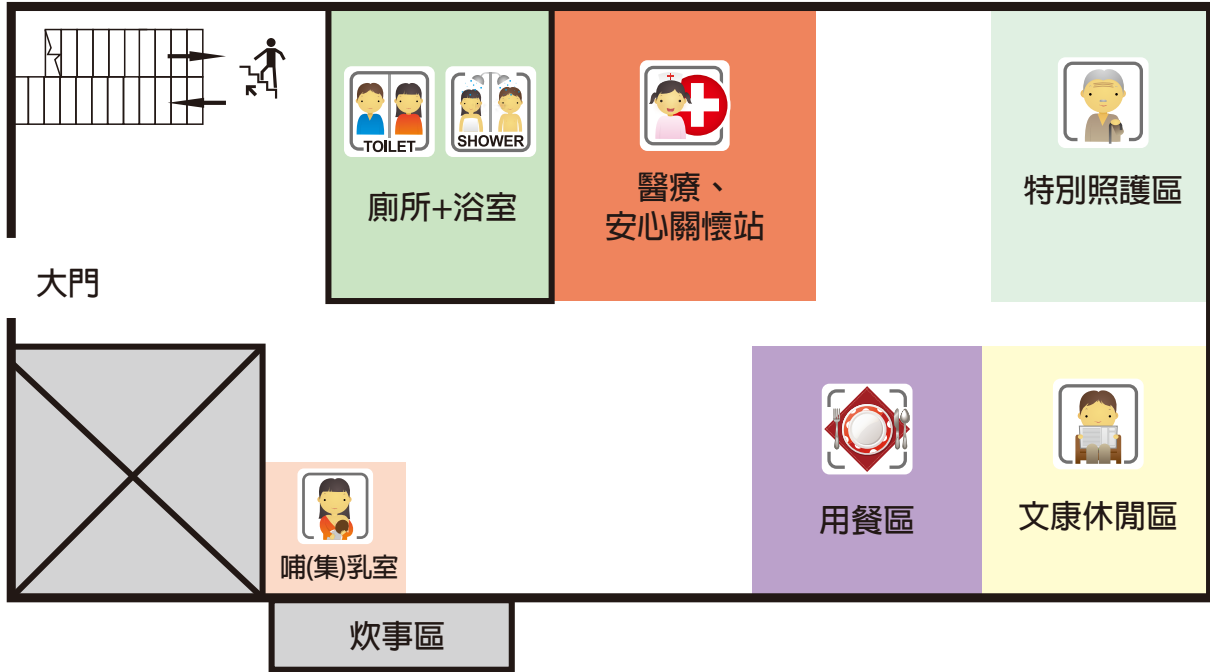 TOILET
SHOWER
廁所+浴室
醫療、
安心關懷站
特別照護區
大門
用餐區
文康休閒區
哺(集)乳室
炊事區